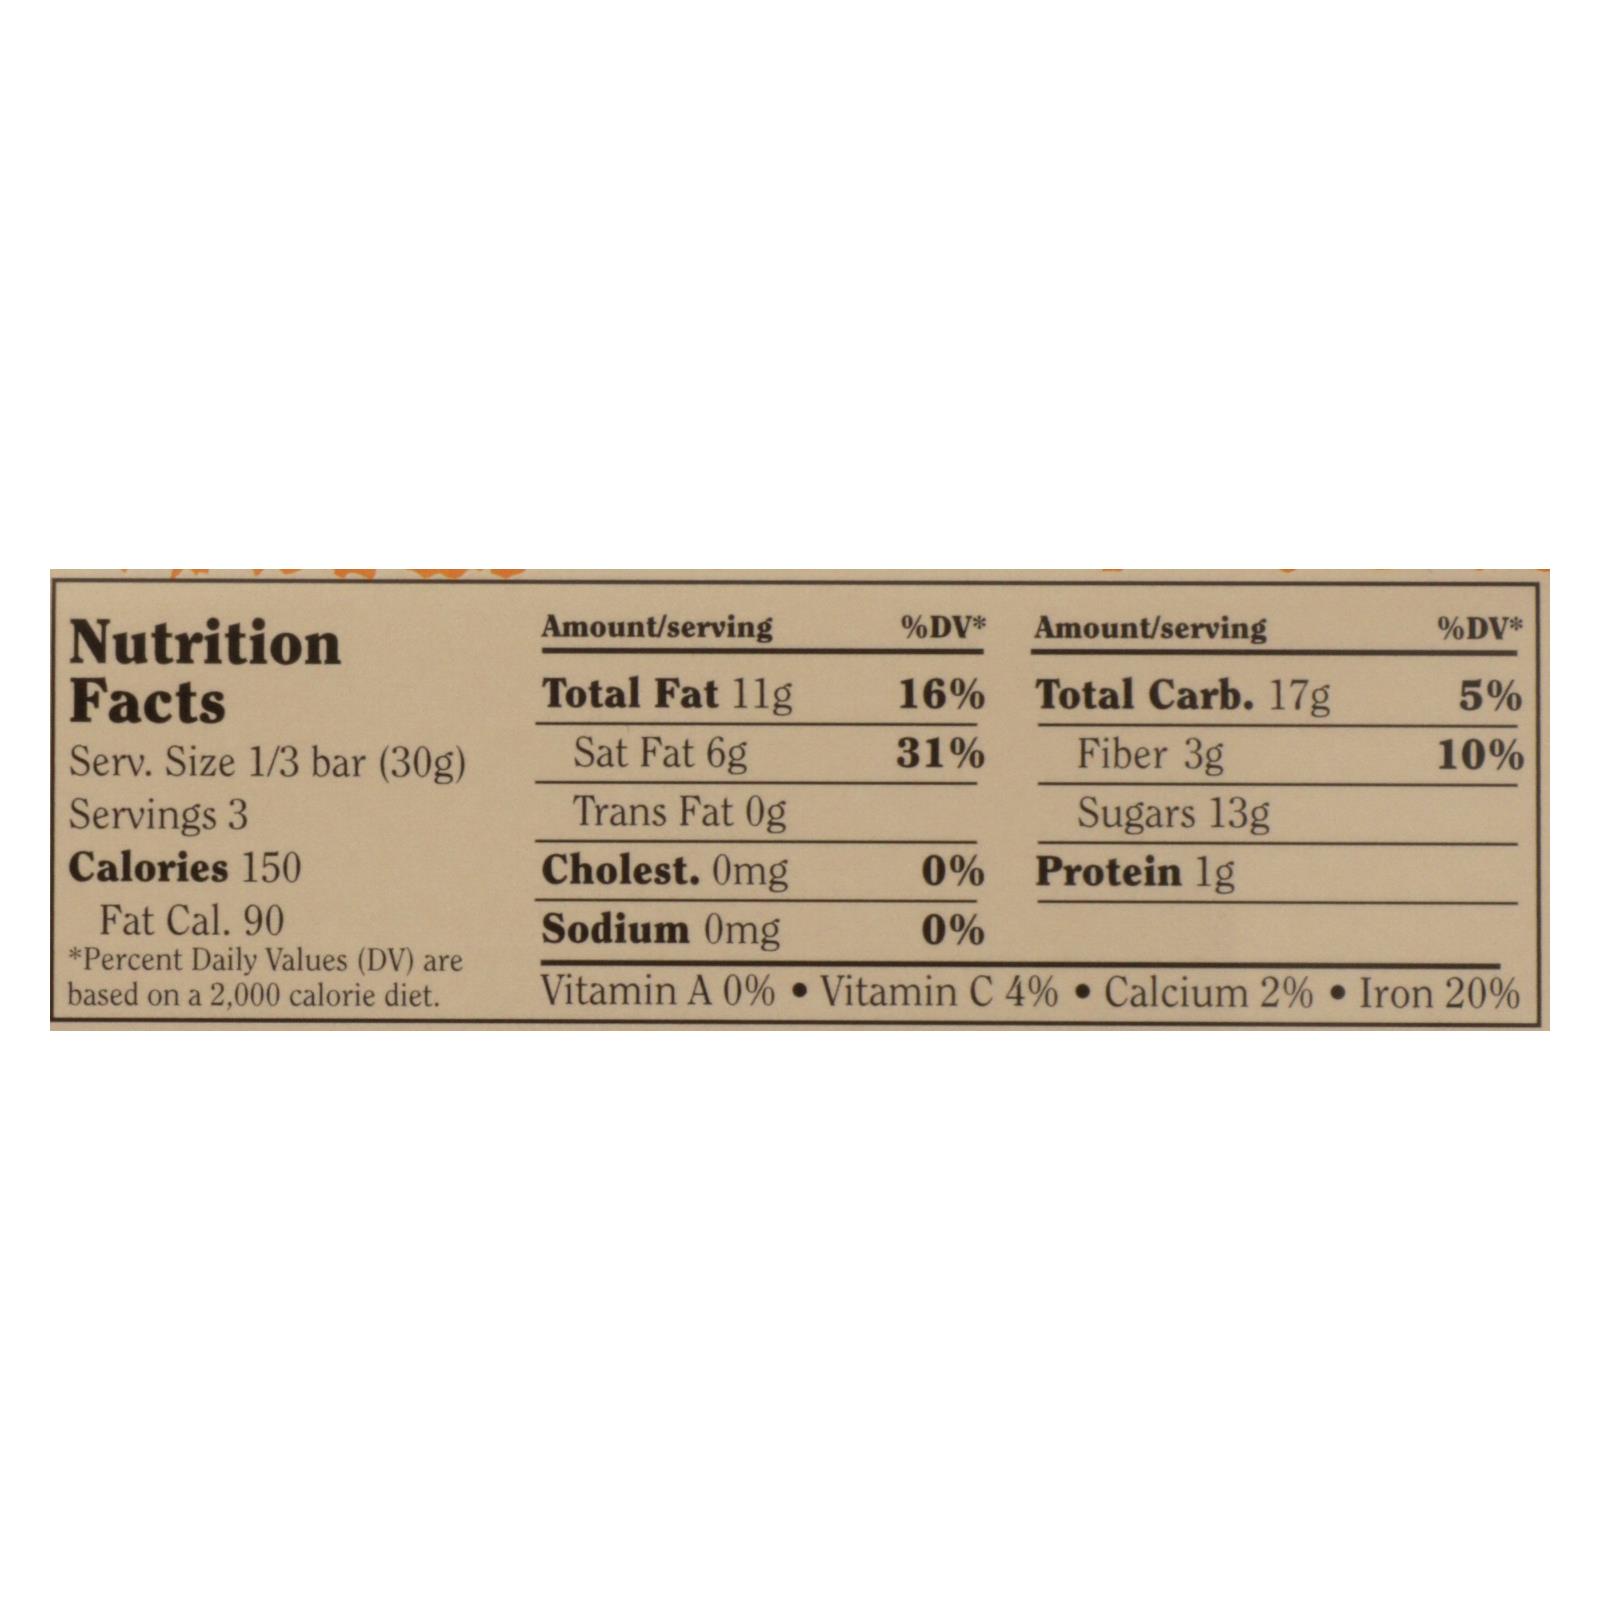 Nutrition
Facts
Serv. Size 1/3 bar (30g)
Servings 3
Calories 150
Fat Cal. 90
*Percent Daily Values (DV) are
based on a 2,000 calorie diet.
Amount/serving %DV*
Total Fat 11g 16%
Sat Fat 6g 31%
Trans Fat 0g
Cholest. 0mg 0%
Sodium 0mg 0%
Amount/serving %DV*
Total Carb. 17g 5%
Fiber 3g 10%
Sugars 13g
Protein 1g
Vitamin A 0% • Vitamin C 4% • Calcium 2% • Iron 20%